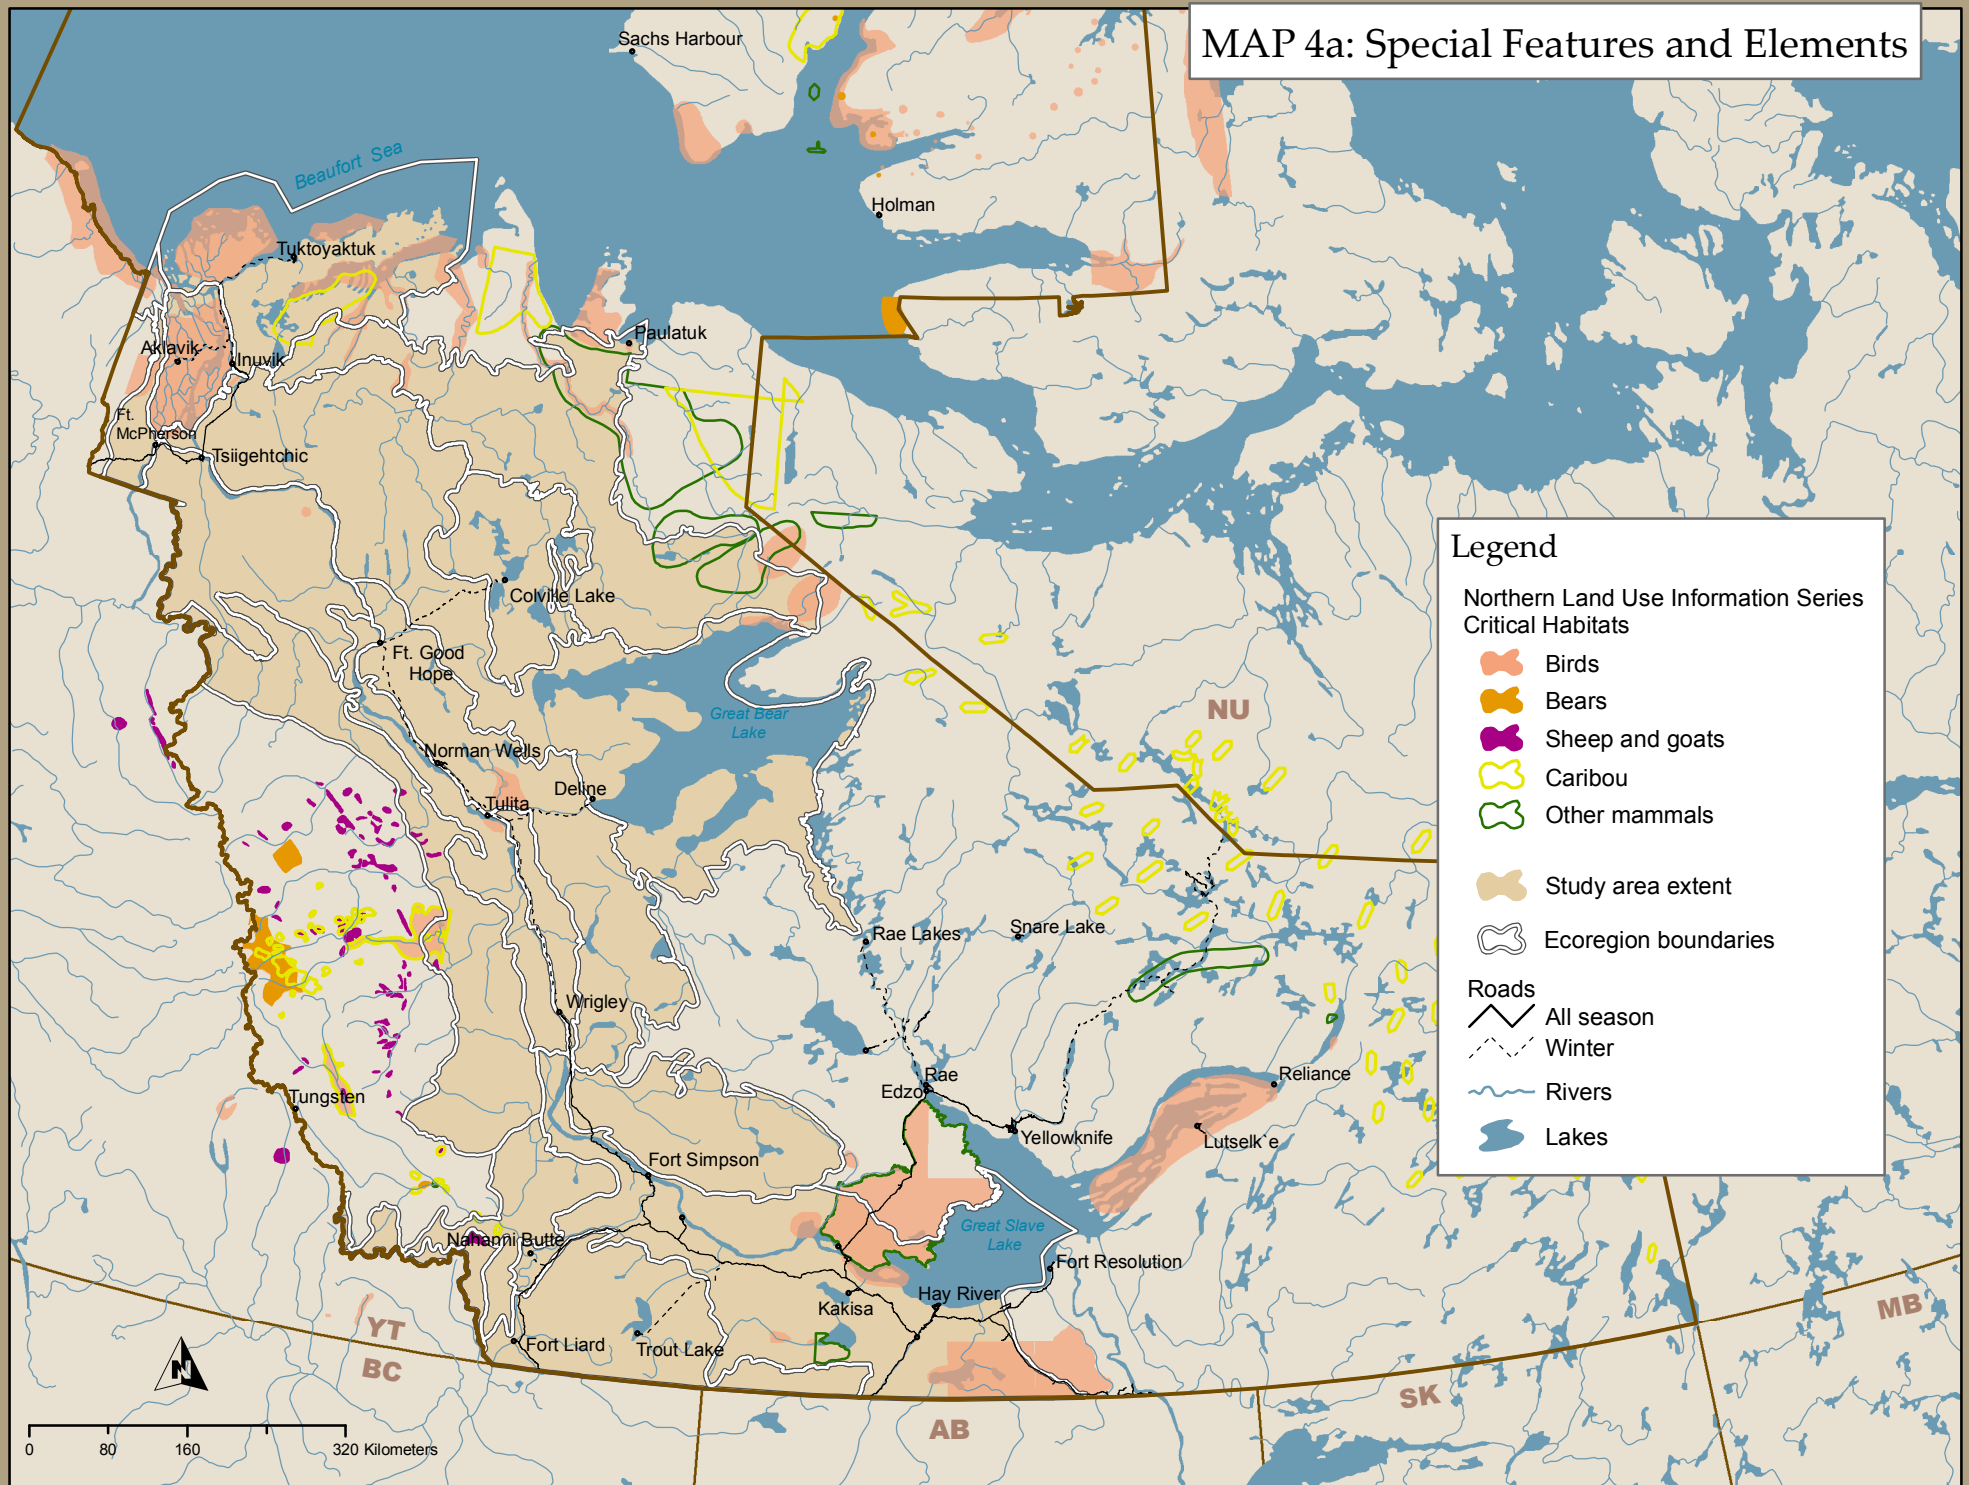 MAP 4a: Special Features and Elements
Sachs Harbour
Beaufort Sea
Holman
Tuktoyaktuk
Paulatuk
Aklavik
Inuvik
Ft.
McPherson
Tsiigehtchic
Colville Lake
Ft. Good
Hope
Great Bear
Lake
NU
Norman Wells
Deline
Tulita
Rae Lakes
Snare Lake
Wrigley
Rae
Edzo
Reliance
Tungsten
Yellowknife
Lutselk`e
Fort Simpson
Great Slave
Lake
Nahanni Butte
Fort Resolution
Hay River
Kakisa
Fort Liard
Trout Lake
YT
BC
AB
SK
MB
N
0 80 160 320 Kilometers
Legend
Northern Land Use Information Series
Critical Habitats
Birds
Bears
Sheep and goats
Caribou
Other mammals
Study area extent
Ecoregion boundaries
Roads
All season
Winter
Rivers
Lakes